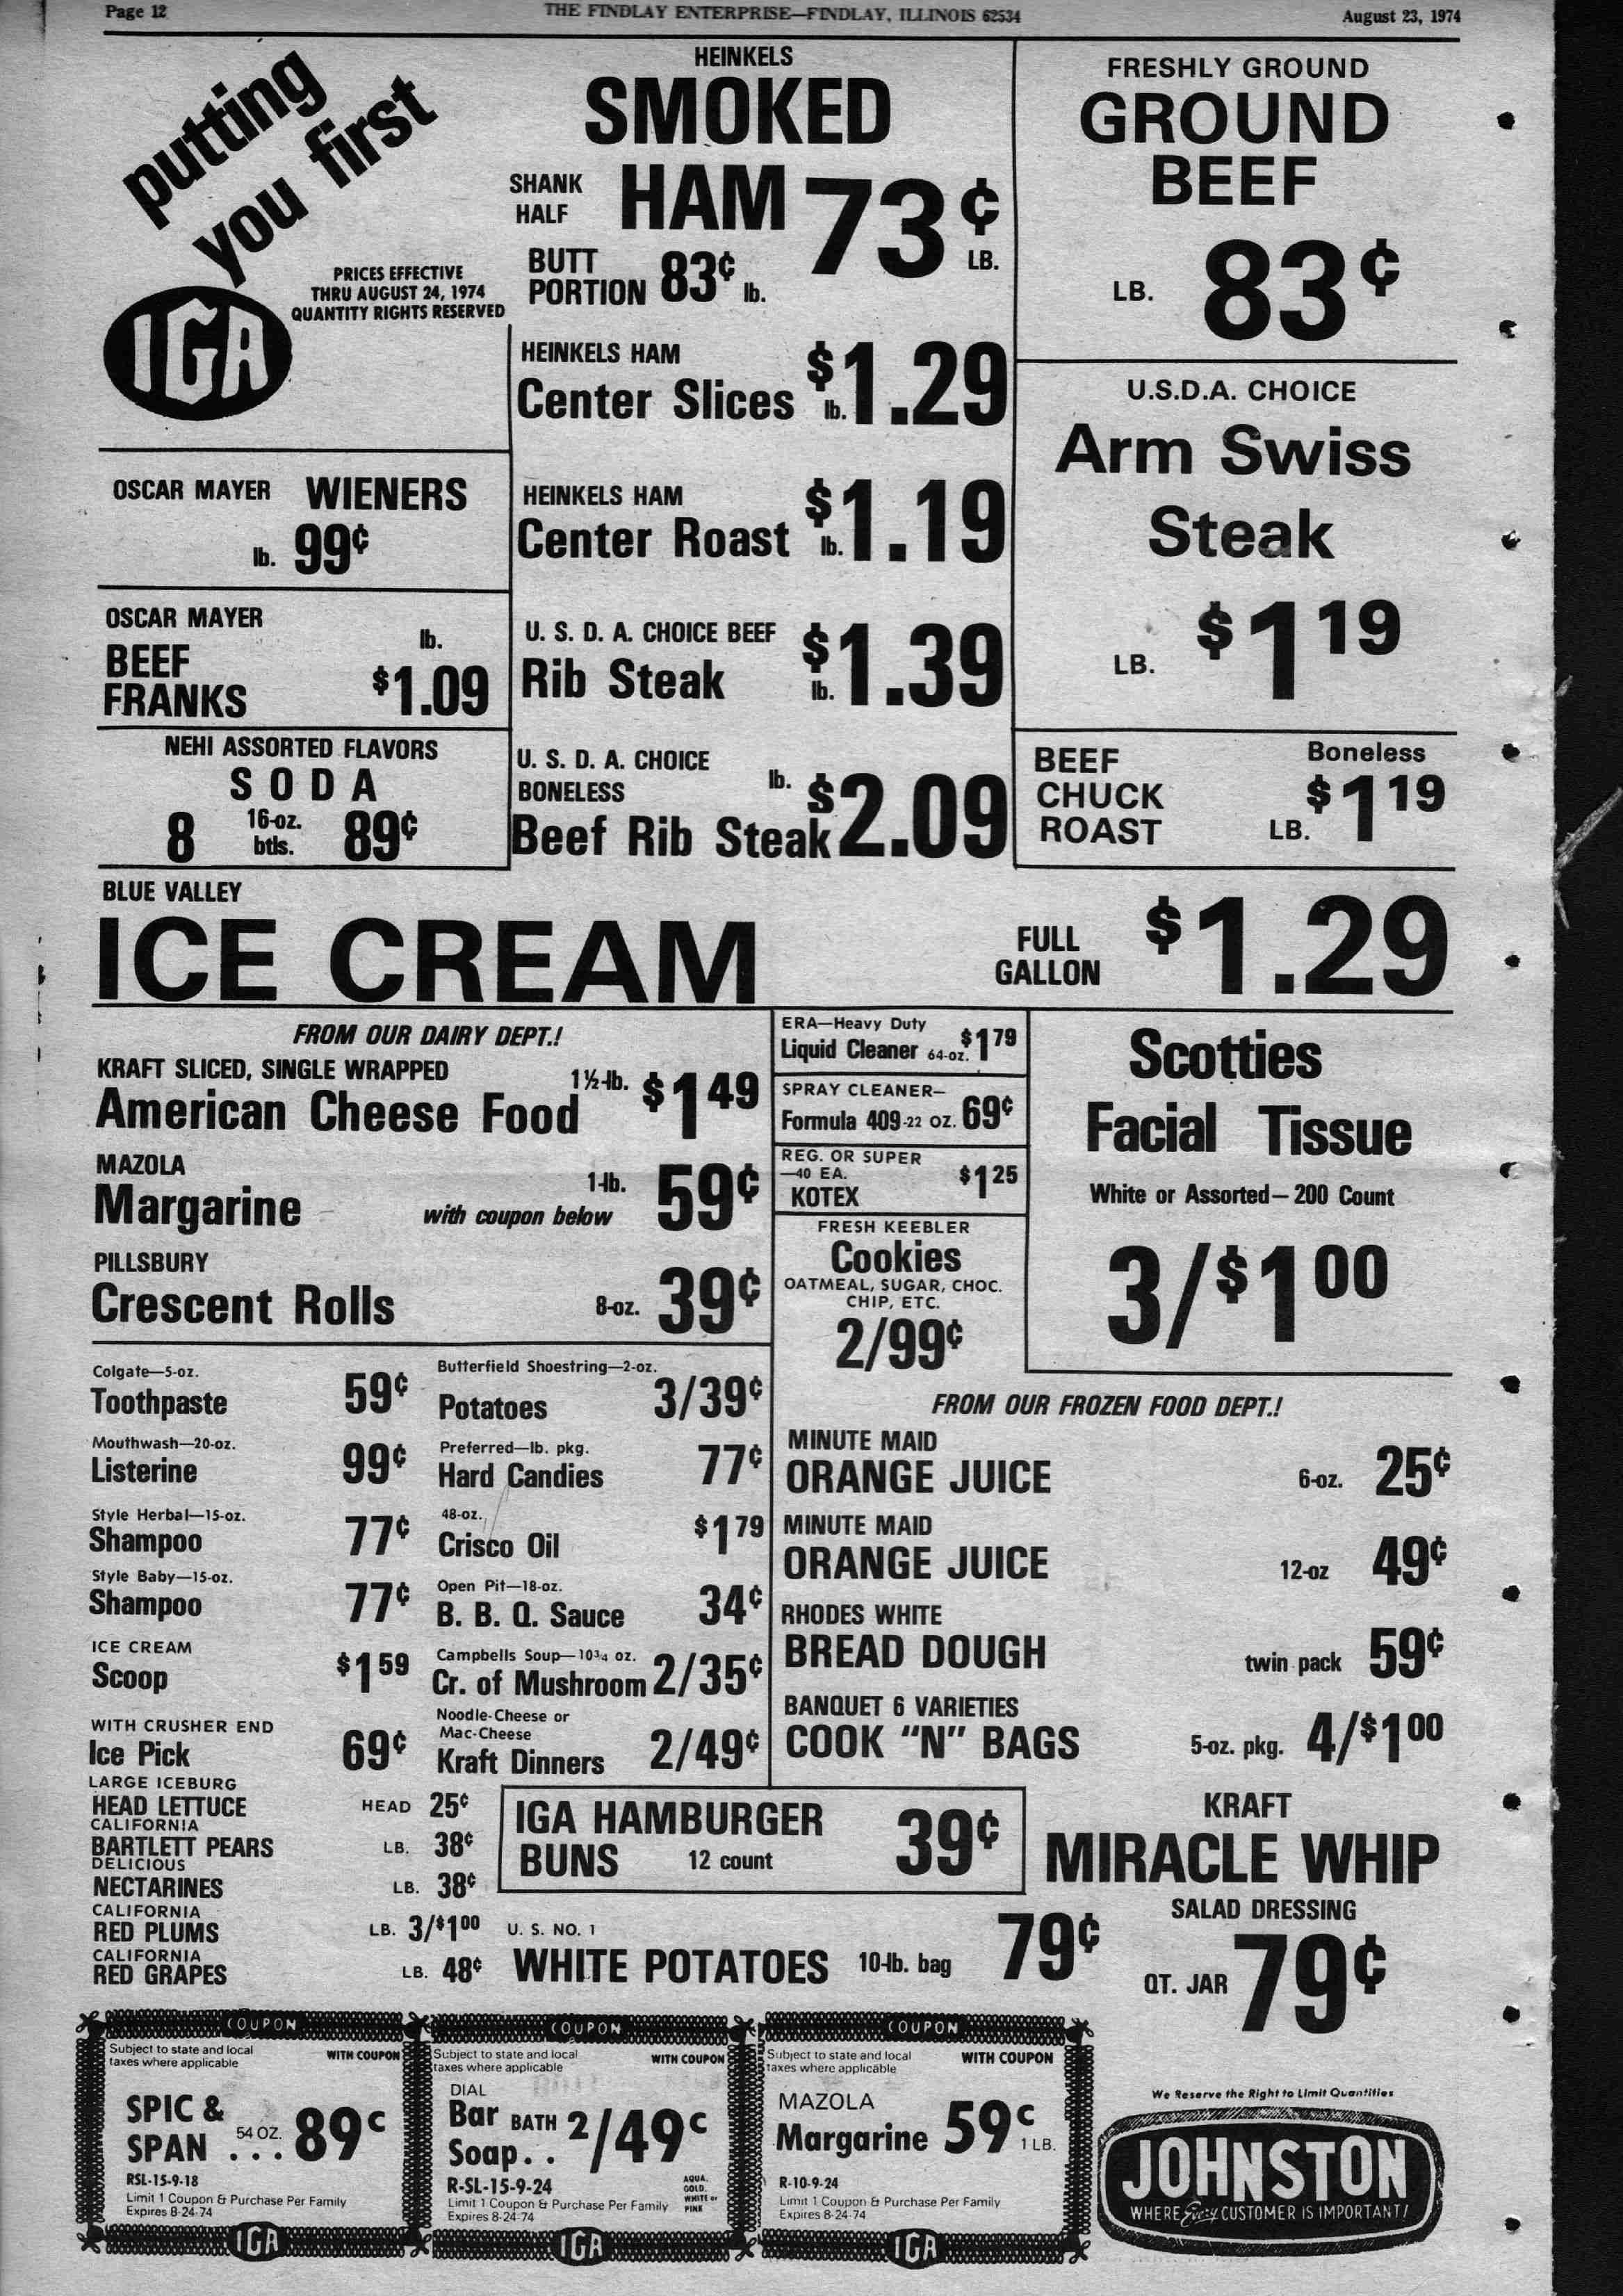 Page 12
THE FINDLAY ENTERPRISE—FINDLAY, ILLINOIS 62534
August 23, 1974
putting
you first
IGA
PRICES EFFECTIVE
THRU AUGUST 24, 1974
QUANTITY RIGHTS RESERVED
HEINKELS
SMOKED
SHANK
HALF
HAM 73¢
LB.
BUTT
PORTION 83¢ lb.
HEINKELS HAM
Center Slices lb. $1.29
HEINKELS HAM
Center Roast lb. $1.19
U. S. D. A. CHOICE BEEF
Rib Steak lb. $1.39
U. S. D. A. CHOICE
BONELESS
Beef Rib Steak lb. $2.09
FRESHLY GROUND
GROUND
BEEF
LB. 83¢
U.S.D.A. CHOICE
Arm Swiss
Steak
LB. $1 19
BEEF
CHUCK
ROAST
Boneless
LB. $1 19
OSCAR MAYER WIENERS
lb. 99¢
OSCAR MAYER
BEEF
FRANKS
lb.
$1.09
NEHI ASSORTED FLAVORS
SODA
8 16-oz. btls. 89¢
BLUE VALLEY
ICE CREAM
FULL
GALLON
$1.29
FROM OUR DAIRY DEPT.!
KRAFT SLICED, SINGLE WRAPPED
American Cheese Food 1½-lb. $1 49
MAZOLA
Margarine with coupon below 1-lb. 59¢
PILLSBURY
Crescent Rolls 8-oz. 39¢
ERA—Heavy Duty
Liquid Cleaner 64-oz. $1 79
SPRAY CLEANER—
Formula 409-22 oz. 69¢
REG. OR SUPER
—40 EA.
KOTEX $1 25
FRESH KEEBLER
Cookies
OATMEAL, SUGAR, CHOC.
CHIP, ETC.
2/99¢
Scotties
Facial Tissue
White or Assorted—200 Count
3/$1 00
Colgate—5-oz.
Toothpaste 59¢
Mouthwash—20-oz.
Listerine 99¢
Style Herbal—15-oz.
Shampoo 77¢
Style Baby—15-oz.
Shampoo 77¢
ICE CREAM
Scoop $1 59
WITH CRUSHER END
Ice Pick 69¢
Butterfield Shoestring—2-oz.
Potatoes 3/39¢
Preferred—lb. pkg.
Hard Candies 77¢
48-oz.
Crisco Oil $1 79
Open Pit—18-oz.
B. B. Q. Sauce 34¢
Campbells Soup—10¾ oz.
Cr. of Mushroom 2/35¢
Noodle-Cheese or
Mac-Cheese
Kraft Dinners 2/49¢
FROM OUR FROZEN FOOD DEPT.!
MINUTE MAID
ORANGE JUICE 6-oz. 25¢
MINUTE MAID
ORANGE JUICE 12-oz 49¢
RHODES WHITE
BREAD DOUGH twin pack 59¢
BANQUET 6 VARIETIES
COOK "N" BAGS 5-oz. pkg. 4/$1 00
LARGE ICEBURG
HEAD LETTUCE HEAD 25¢
CALIFORNIA
BARTLETT PEARS LB. 38¢
DELICIOUS
NECTARINES LB. 38¢
CALIFORNIA
RED PLUMS LB. 3/$1 00
CALIFORNIA
RED GRAPES LB. 48¢
IGA HAMBURGER
BUNS 12 count 39¢
U. S. NO. 1
WHITE POTATOES 10-lb. bag 79¢
KRAFT
MIRACLE WHIP
SALAD DRESSING
QT. JAR 79¢
COUPON
Subject to state and local
taxes where applicable
WITH COUPON
SPIC &
SPAN 54 OZ. ... 89c
RSL-15-9-18
Limit 1 Coupon & Purchase Per Family
Expires 8-24-74
IGA
COUPON
Subject to state and local
taxes where applicable
WITH COUPON
DIAL
Bar BATH
Soap.. 2/49c
R-SL-15-9-24
AQUA.
GOLD.
WHITE or
PINK
Limit 1 Coupon & Purchase Per Family
Expires 8-24-74
IGA
COUPON
Subject to state and local
taxes where applicable
WITH COUPON
MAZOLA
Margarine 59c 1 LB.
R-10-9-24
Limit 1 Coupon & Purchase Per Family
Expires 8-24-74
IGA
We Reserve the Right to Limit Quantities
JOHNSTON
WHERE Every CUSTOMER IS IMPORTANT!